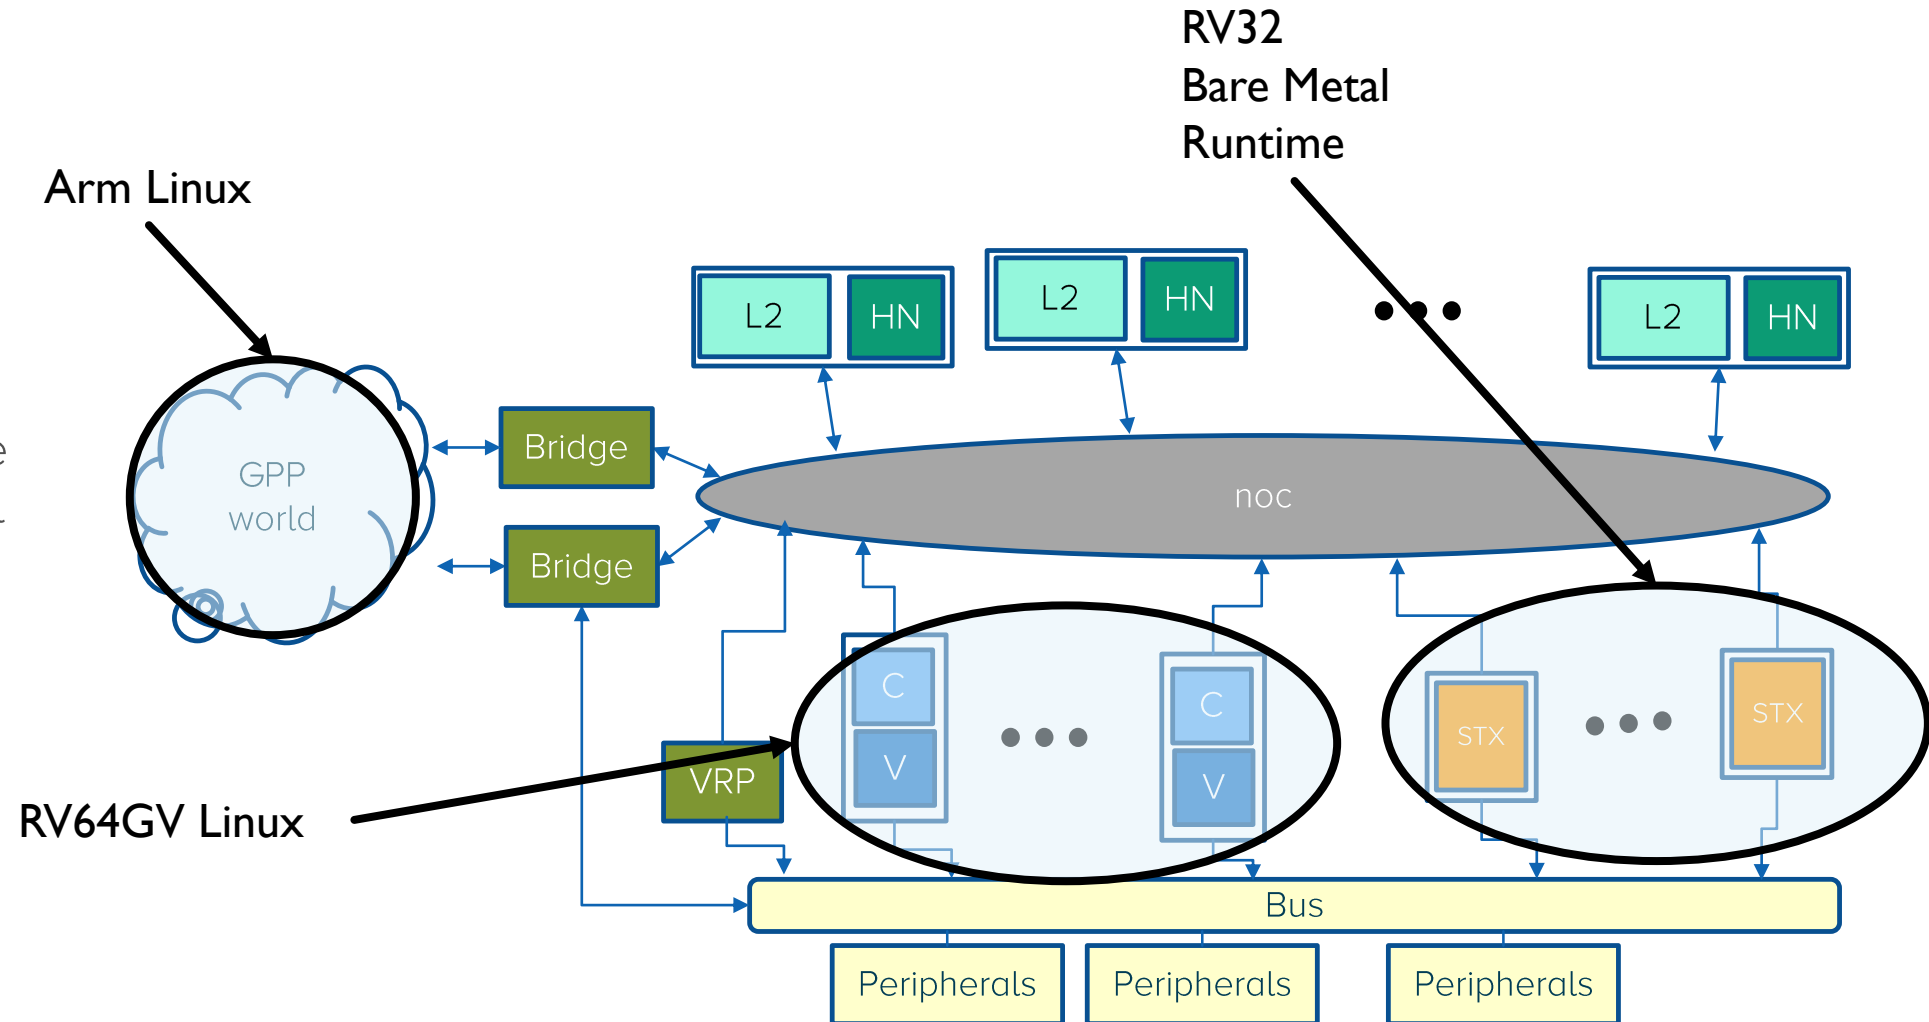 RV32
Bare Metal
Runtime
Arm Linux
L2
HN
L2
HN
L2
HN
Bridge
GPP
world
noc
Bridge
C
V
C
V
STX
STX
VRP
RV64GV Linux
Bus
Peripherals
Peripherals
Peripherals